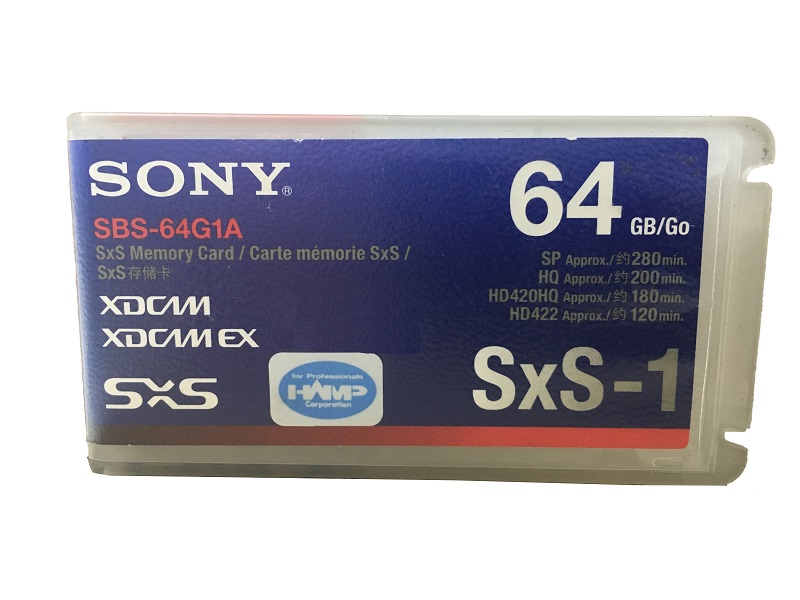 SONY®
SBS-64G1A
SxS Memory Card / Carte mémorie SxS /
SxS存储卡
XDCAM
XDCAM EX
SxS
for Professionals
HAMP
Corporation
64 GB/Go
SP Approx./约280min.
HQ Approx./约200min.
HD420HQ Approx./约180min.
HD422 Approx./约120min.
SxS-1